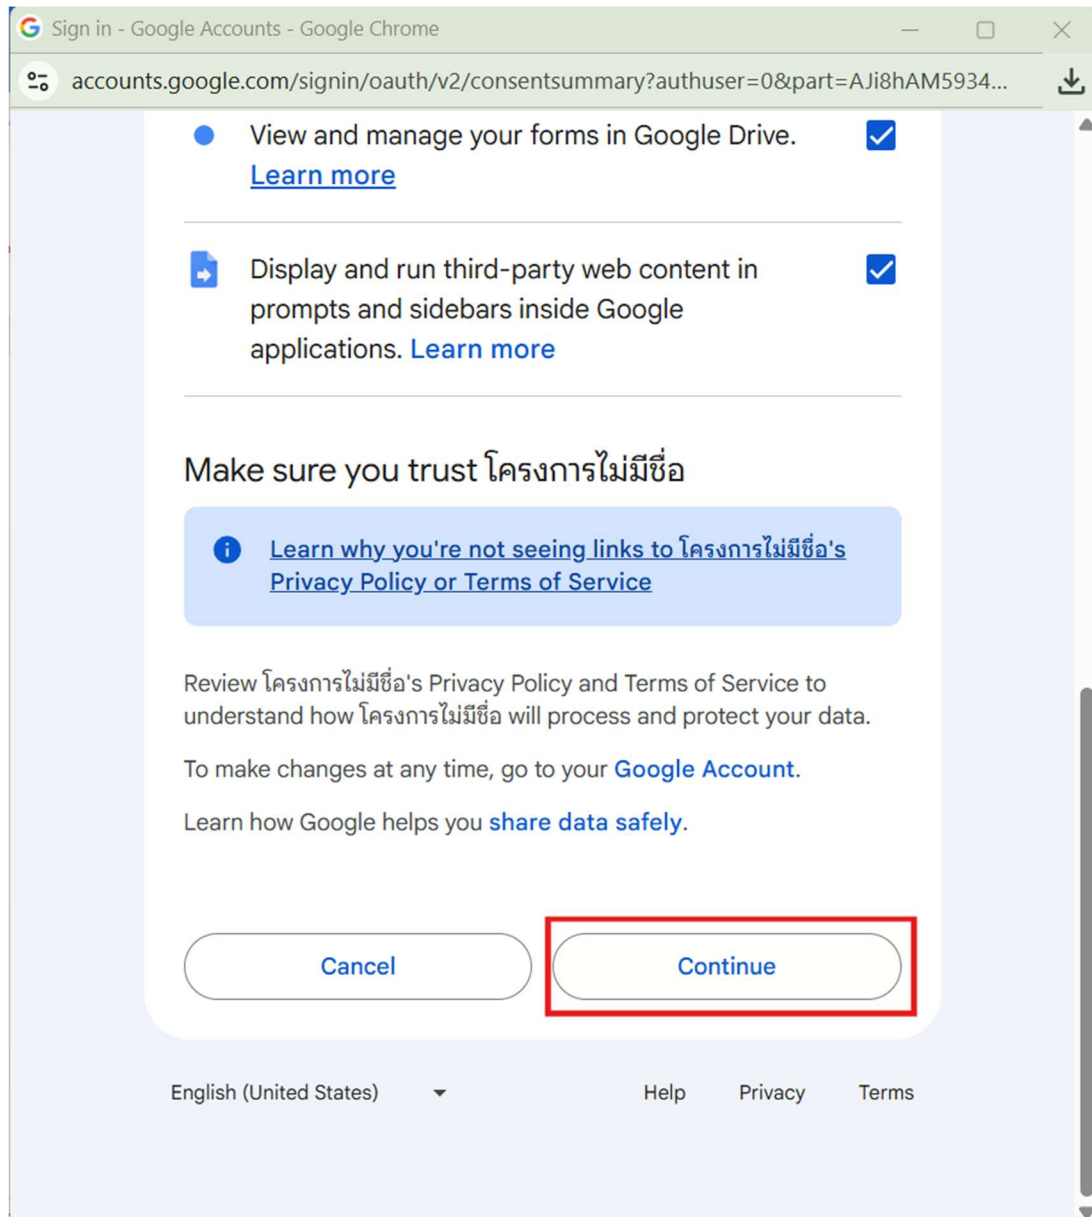 Sign in - Google Accounts - Google Chrome
accounts.google.com/signin/oauth/v2/consentsummary?authuser=0&part=AJi8hAM5934...
View and manage your forms in Google Drive.
Learn more
Display and run third-party web content in
prompts and sidebars inside Google
applications. Learn more
Make sure you trust โครงการไม่มีชื่อ
Learn why you're not seeing links to โครงการไม่มีชื่อ's
Privacy Policy or Terms of Service
Review โครงการไม่มีชื่อ's Privacy Policy and Terms of Service to
understand how โครงการไม่มีชื่อ will process and protect your data.
To make changes at any time, go to your Google Account.
Learn how Google helps you share data safely.
Cancel Continue
English (United States) Help Privacy Terms